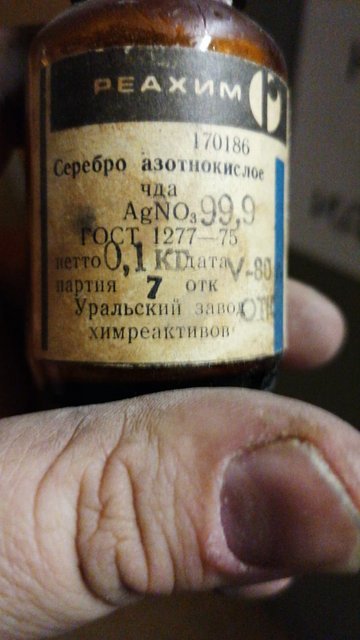 РЕАХИМ
170186
Серебро азотнокислое
чда
AgNO₃ 99,9
ГОСТ 1277—75
нетто 0,1 КГ дата V-80
партия 7 отк
Уральский завод
химреактивов